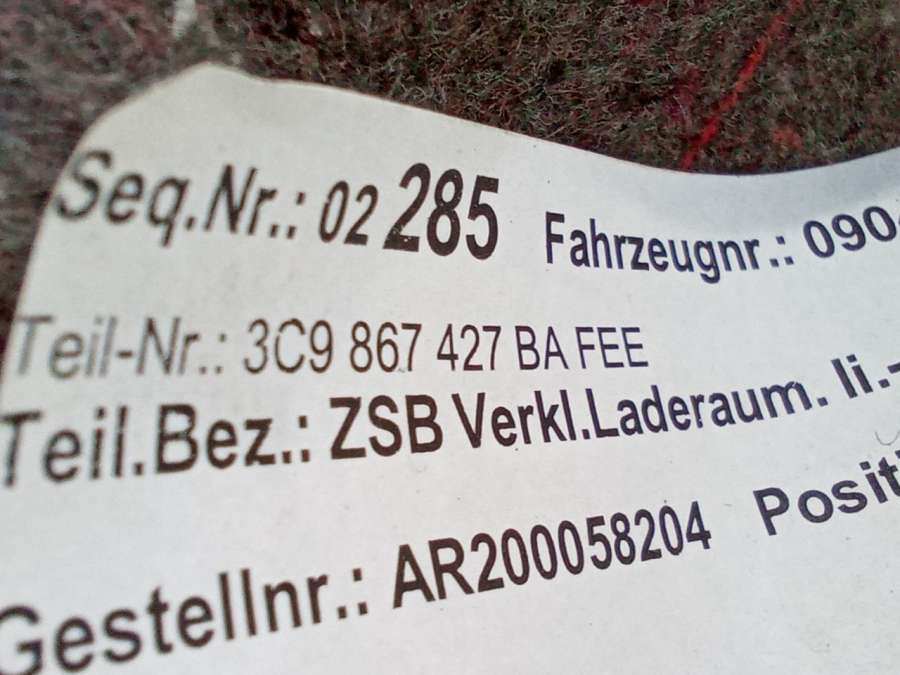 Seq.Nr.: 02 285 Fahrzeugnr.: 090
Teil-Nr.: 3C9 867 427 BA FEE
Teil.Bez.: ZSB Verkl.Laderaum. li.-
Gestellnr.: AR200058204 Positi